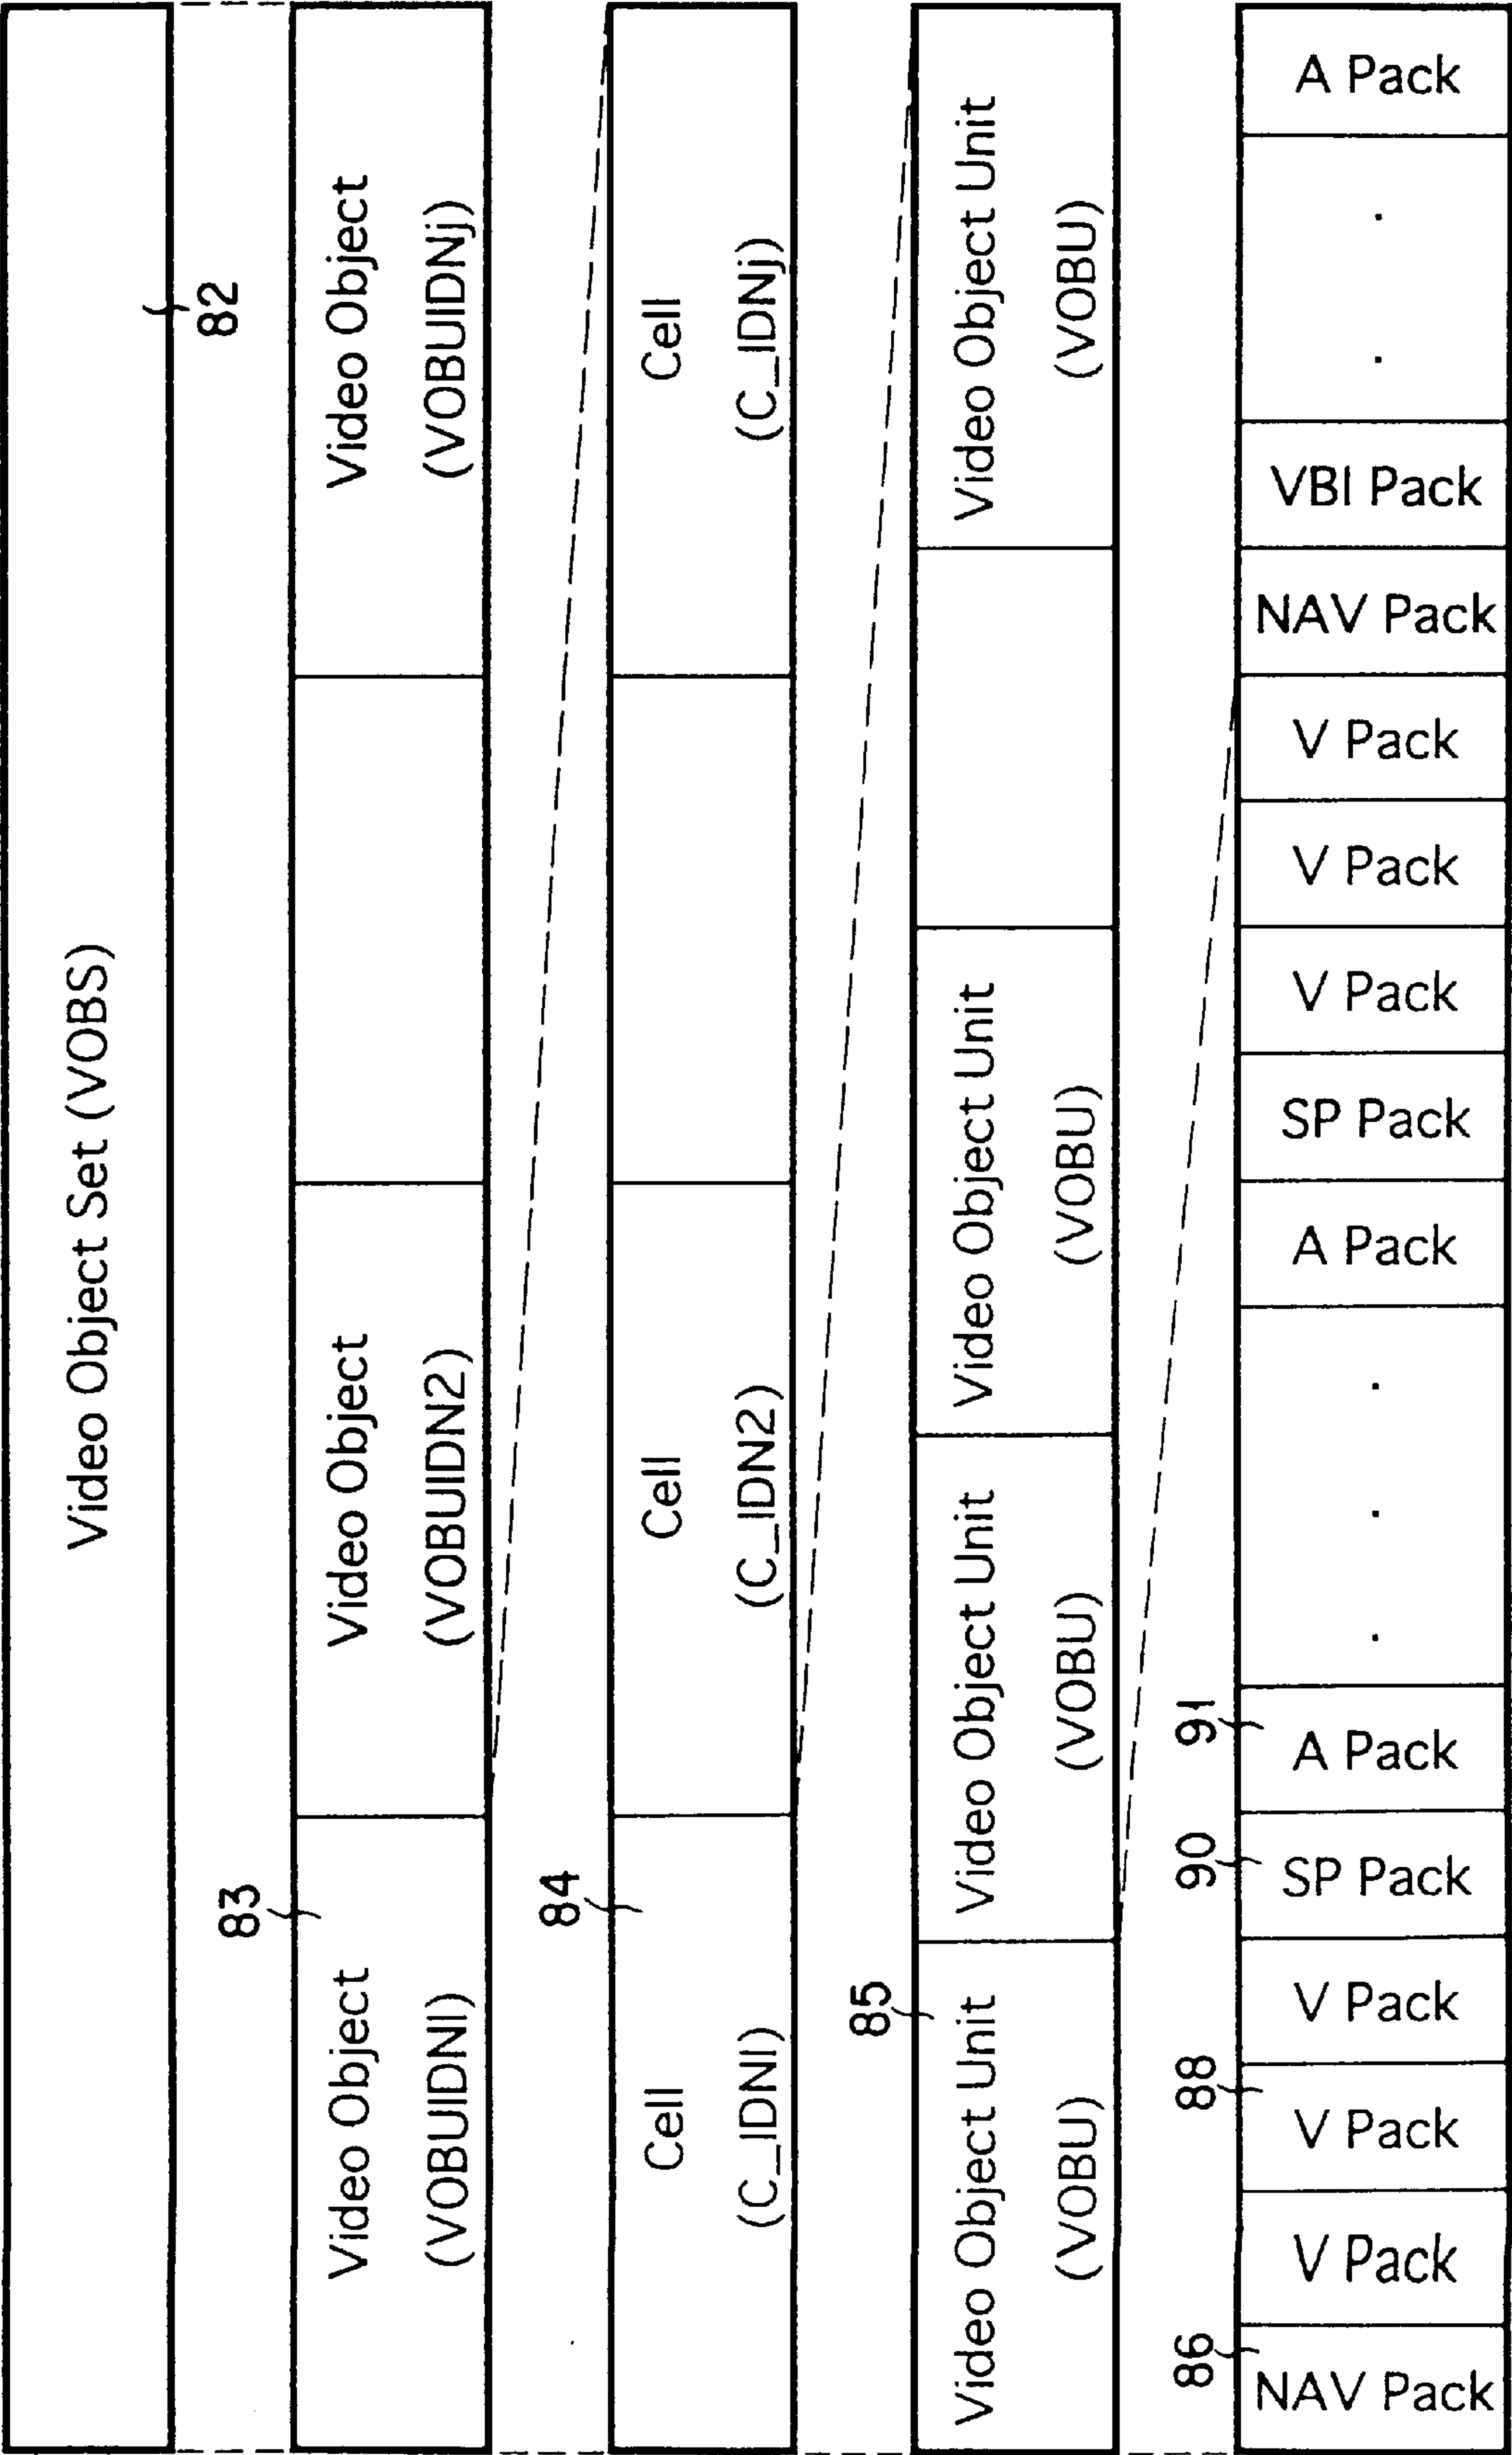 Video Object Set (VOBS)
82
83
Video Object
(VOBUIDNI)
Video Object
(VOBUIDN2)
Video Object
(VOBUIDNj)
84
Cell
(C_IDNI)
Cell
(C_IDN2)
Cell
(C_IDNj)
85
Video Object Unit
(VOBU)
Video Object Unit
(VOBU)
Video Object Unit
(VOBU)
Video Object Unit
(VOBU)
86
88
90
91
NAV Pack
V Pack
V Pack
V Pack
SP Pack
A Pack
. . .
A Pack
SP Pack
V Pack
V Pack
V Pack
NAV Pack
VBI Pack
. .
A Pack